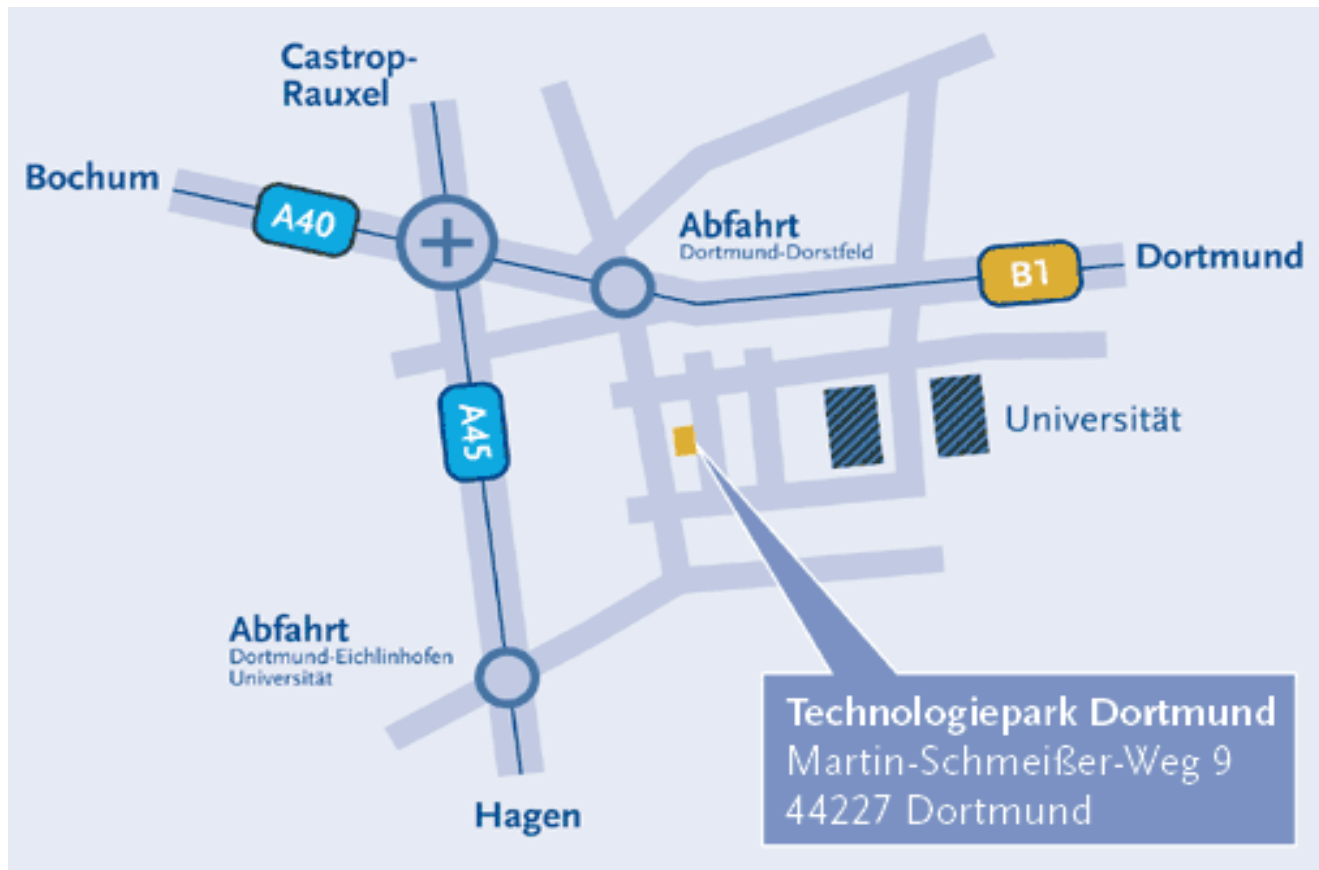 Castrop-
Rauxel
Bochum
A40
Abfahrt
Dortmund-Dorstfeld
B1
Dortmund
A45
Universität
Abfahrt
Dortmund-Eichlinhofen
Universität
Technologiepark Dortmund
Martin-Schmeißer-Weg 9
44227 Dortmund
Hagen